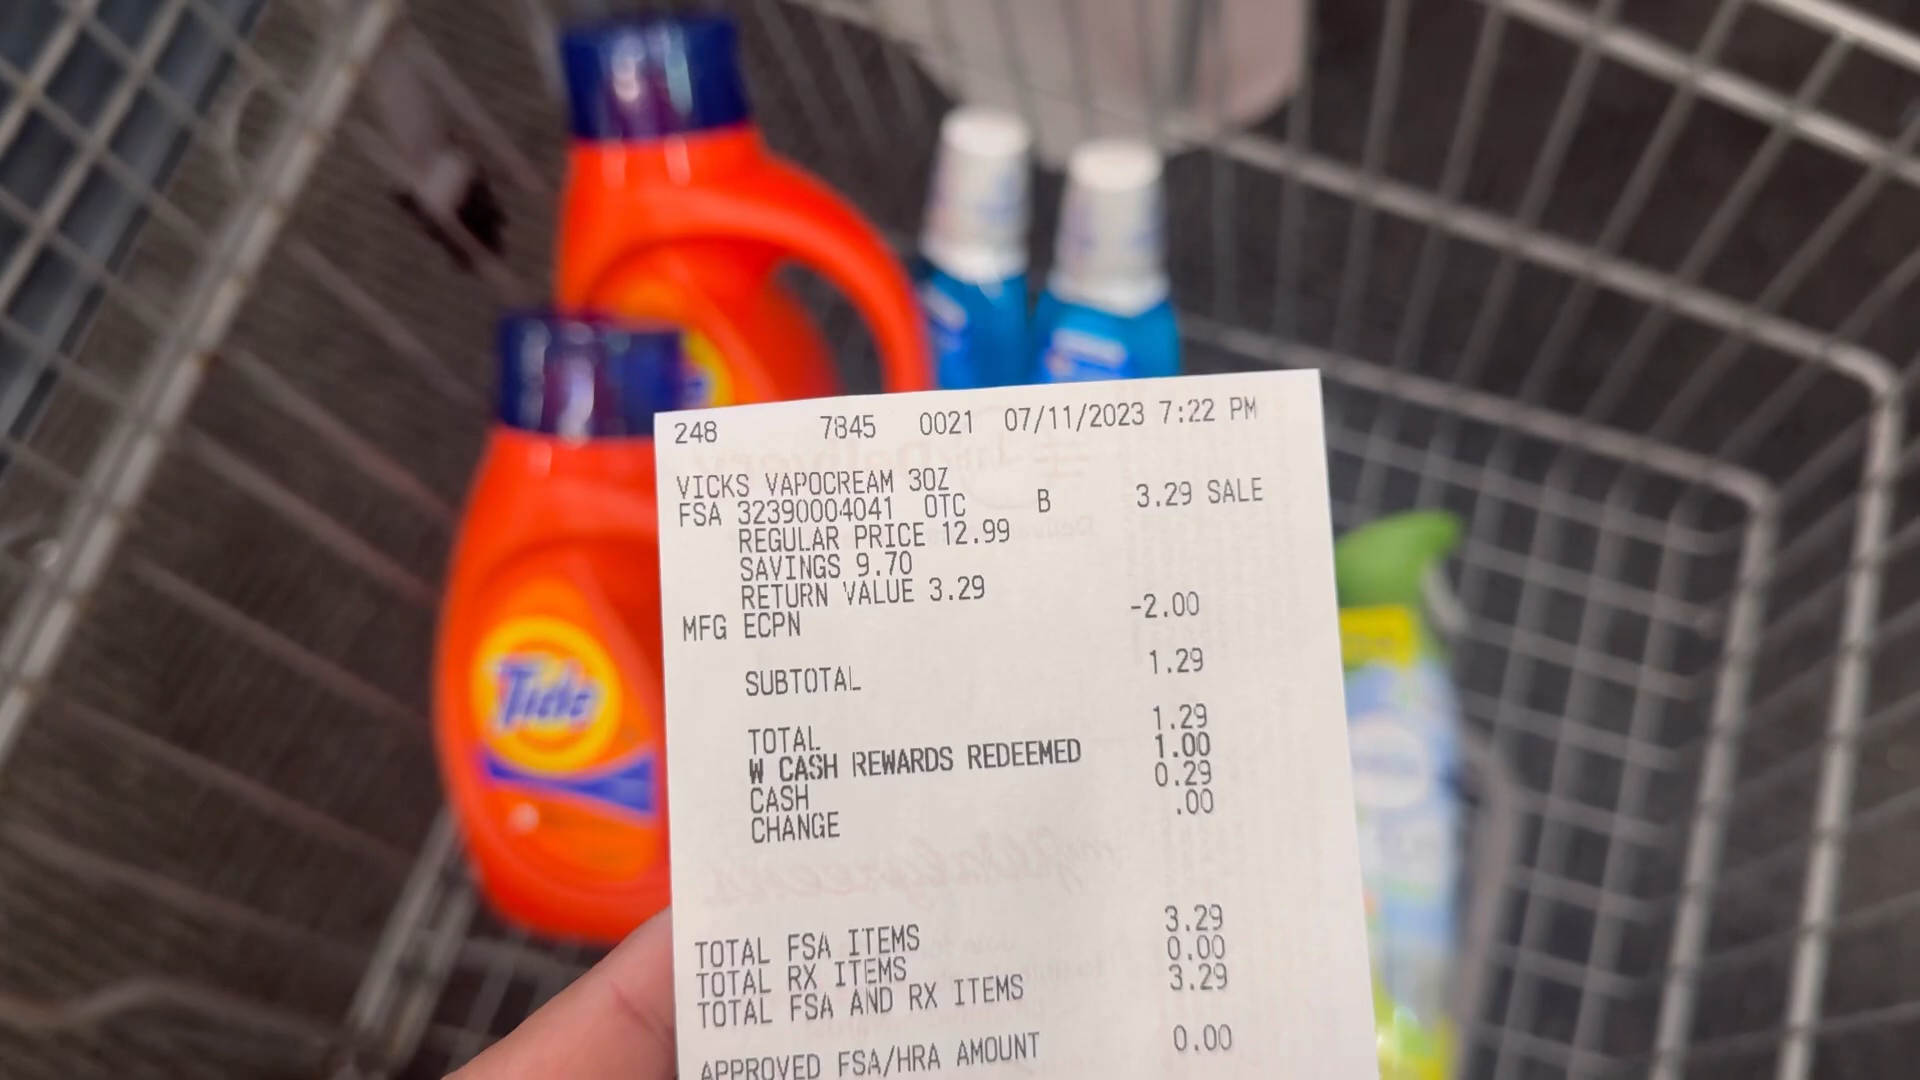 248 7845 0021 07/11/2023 7:22 PM
VICKS VAPOCREAM 3OZ
FSA 32390004041 OTC B 3.29 SALE
REGULAR PRICE 12.99
SAVINGS 9.70
RETURN VALUE 3.29
MFG ECPN -2.00
SUBTOTAL 1.29
TOTAL 1.29
W CASH REWARDS REDEEMED 1.00
CASH 0.29
CHANGE .00
TOTAL FSA ITEMS 3.29
TOTAL RX ITEMS 0.00
TOTAL FSA AND RX ITEMS 3.29
APPROVED FSA/HRA AMOUNT 0.00
Tide